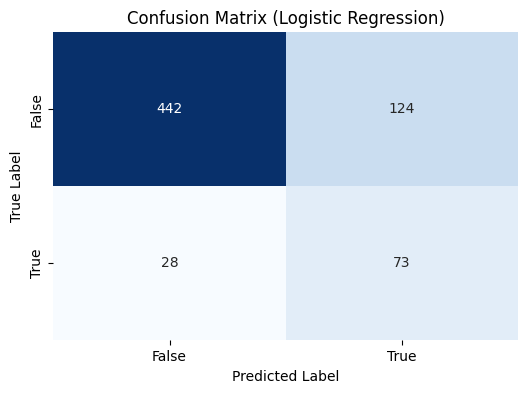 Confusion Matrix (Logistic Regression)
True Label
False
442
124
True
28
73
False
True
Predicted Label